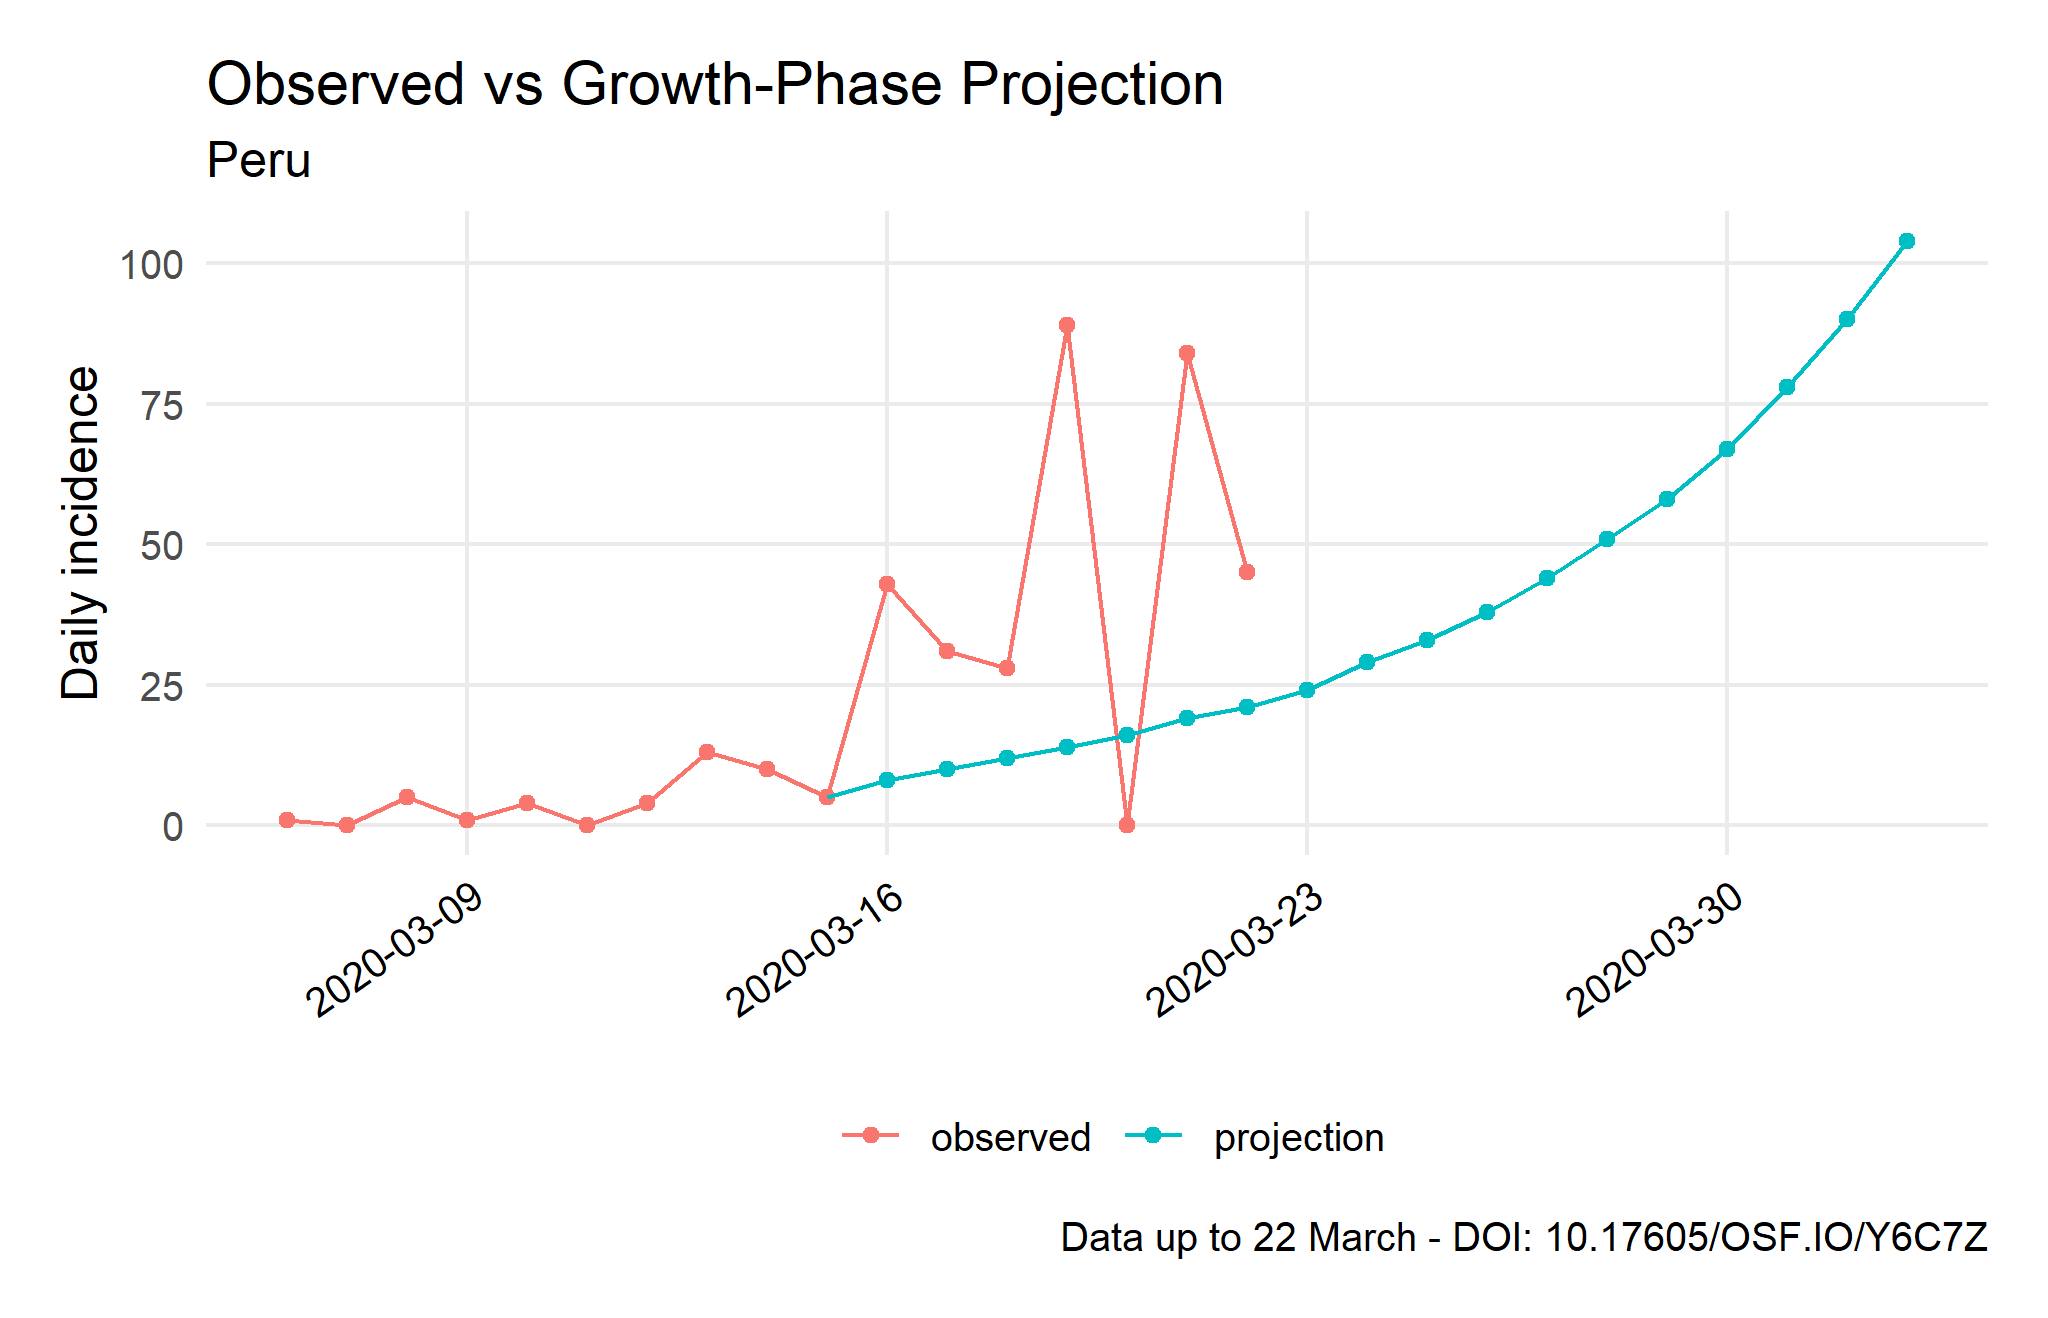 Observed vs Growth-Phase Projection
Peru
Daily incidence
100
75
50
25
0
2020-03-09
2020-03-16
2020-03-23
2020-03-30
observed
projection
Data up to 22 March - DOI: 10.17605/OSF.IO/Y6C7Z